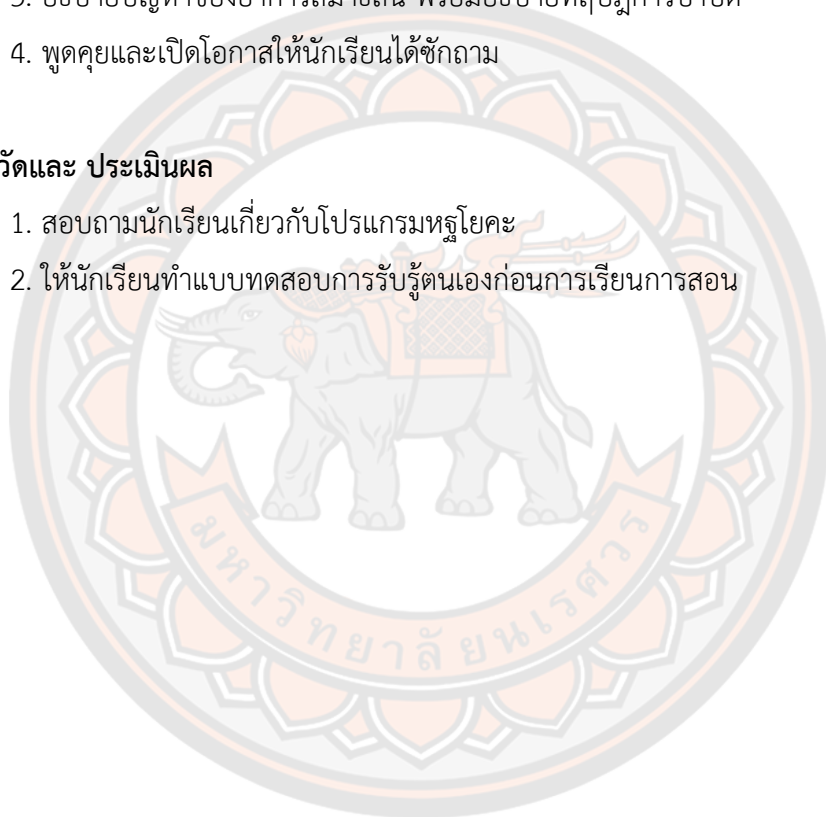 4. พูดคุยและเปิดโอกาสให้นักเรียนได้ซักถาม
วัดและ ประเมินผล
1. สอบถามนักเรียนเกี่ยวกับโปรแกรมหฐโยคะ
2. ให้นักเรียนทำแบบทดสอบการรับรู้ตนเองก่อนการเรียนการสอน
มหาวิทยาลัยนเรศวร